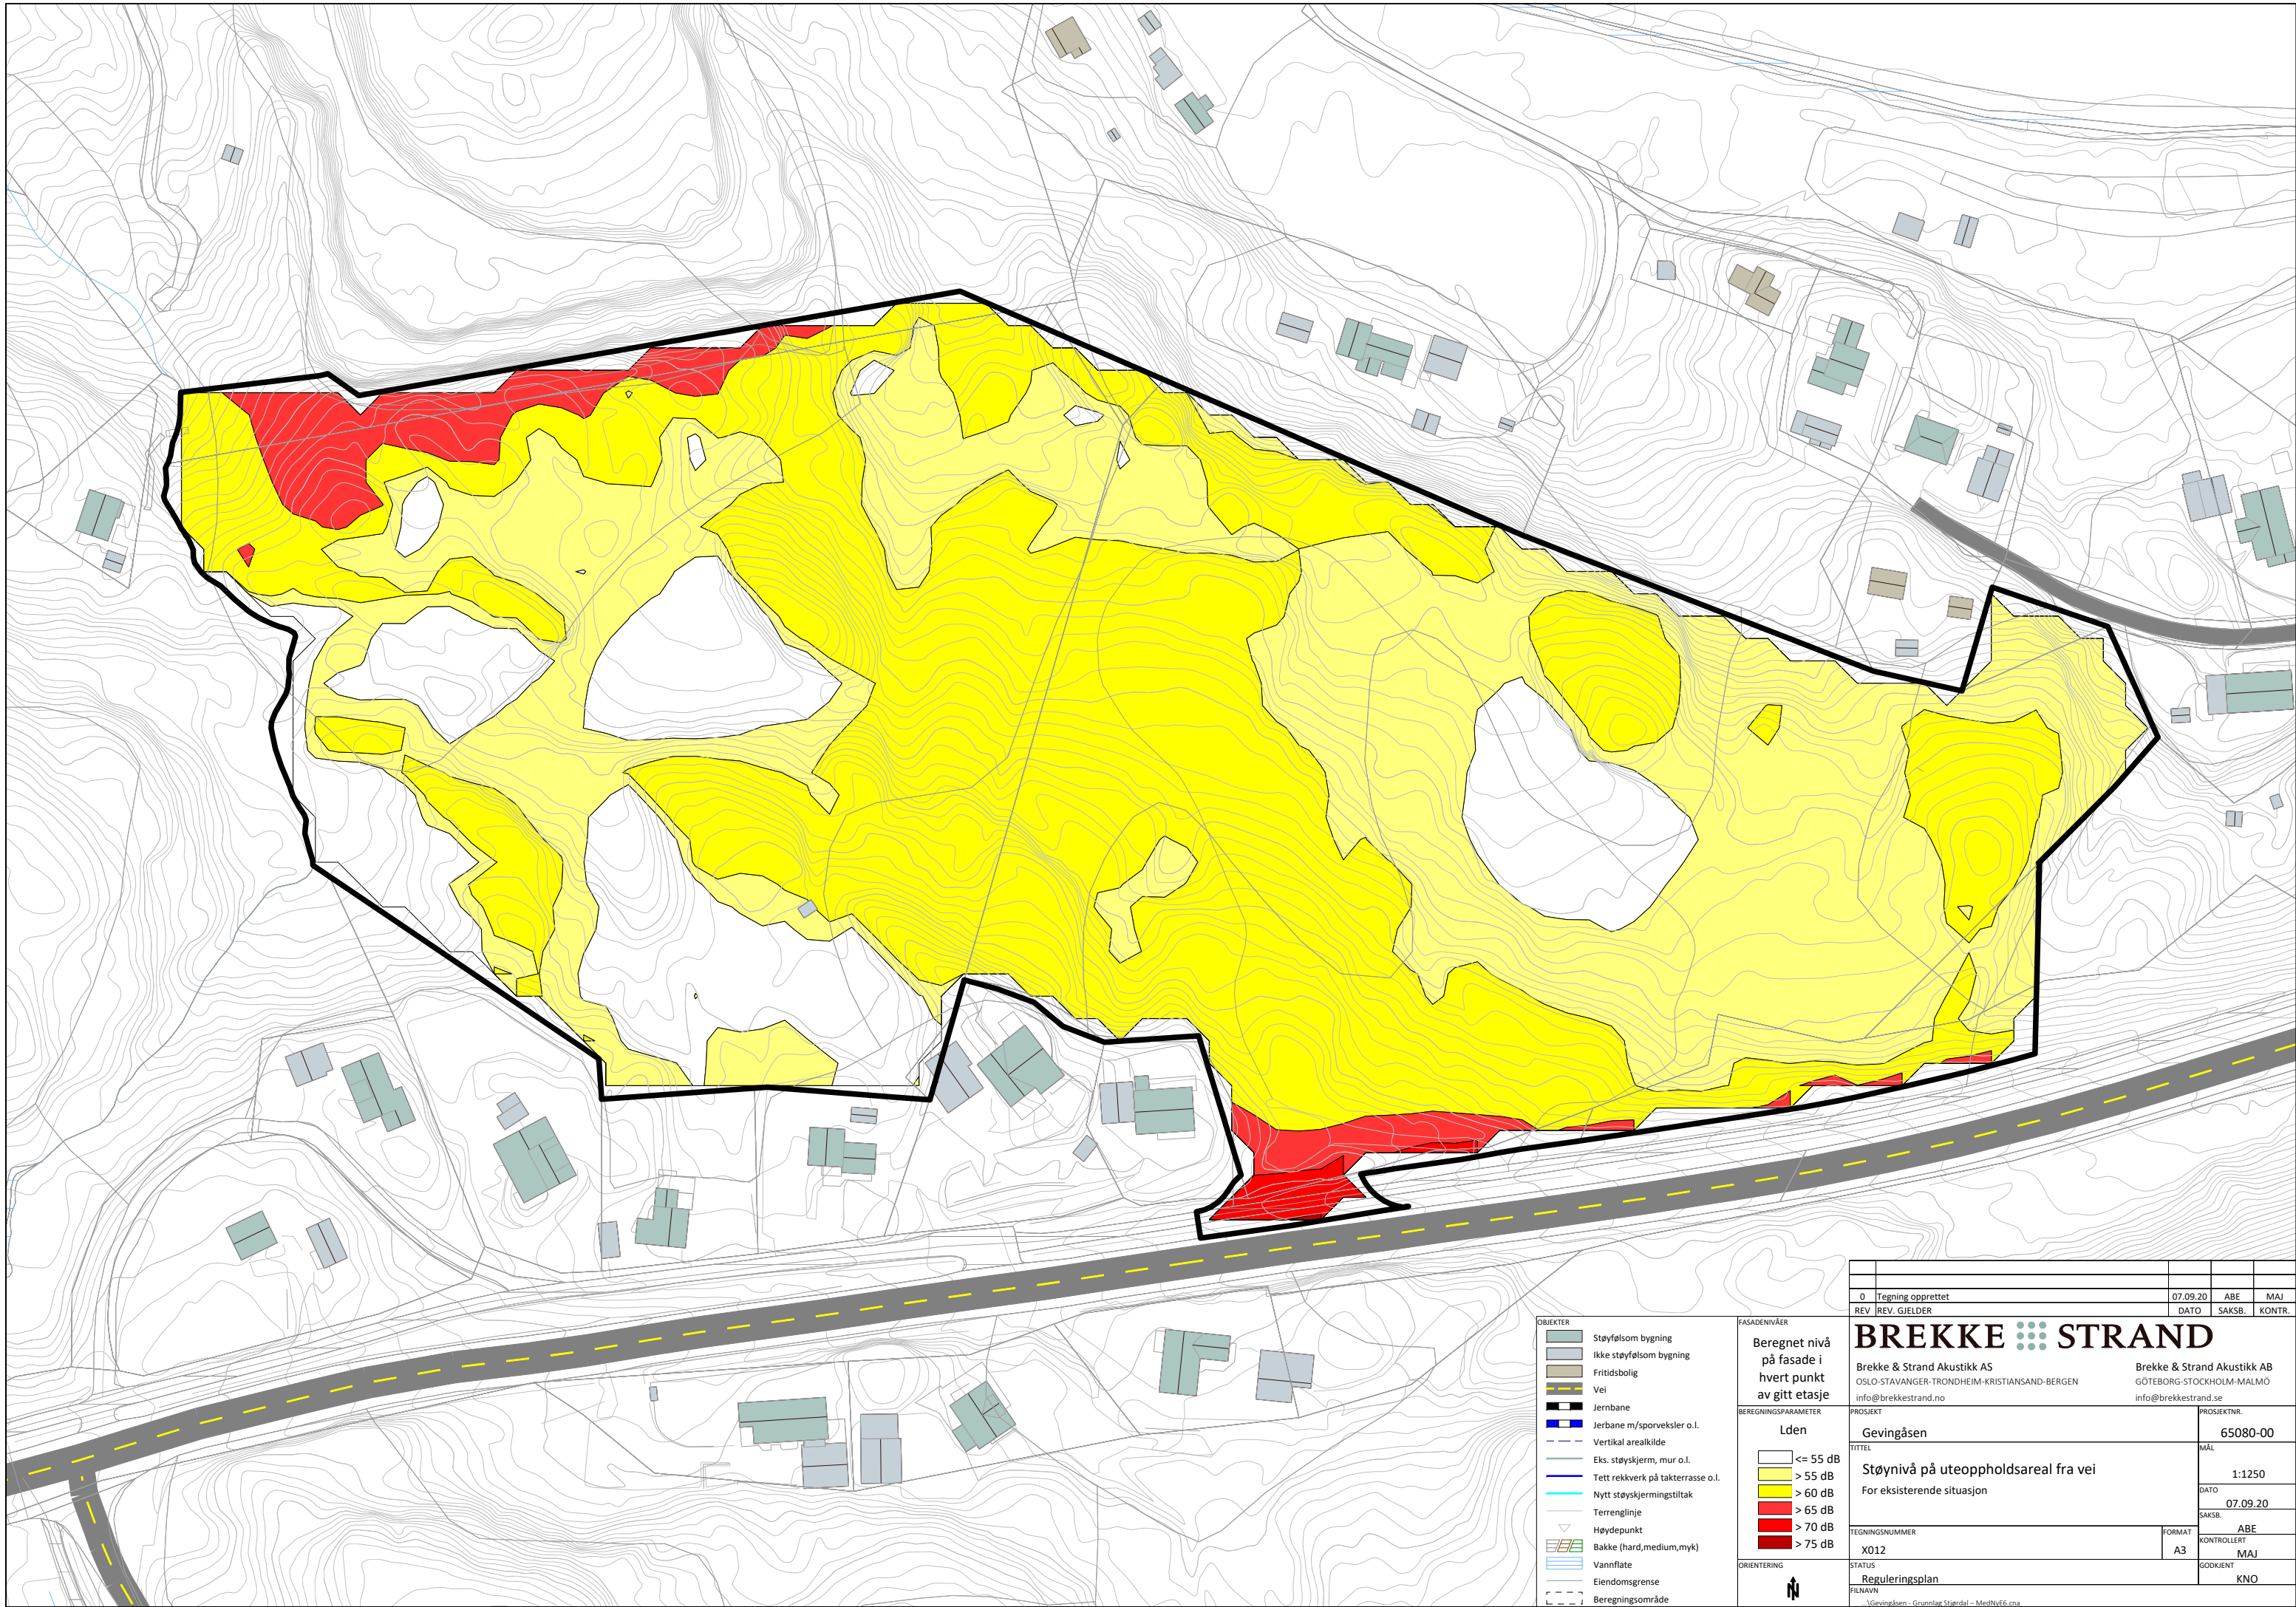 0 Tegning opprettet 07.09.20 ABE MAJ
REV REV. GJELDER DATO SAKSB. KONTR.
OBJEKTER
Støyfølsom bygning
Ikke støyfølsom bygning
Fritidsbolig
Vei
Jernbane
Jerbane m/sporveksler o.l.
Vertikal arealkilde
Eks. støyskjerm, mur o.l.
Tett rekkverk på takterrasse o.l.
Nytt støyskjermingstiltak
Terrenglinje
Høydepunkt
Bakke (hard,medium,myk)
Vannflate
Eiendomsgrense
Beregningsområde
FASADENIVÅER
Beregnet nivå
på fasade i
hvert punkt
av gitt etasje
BEREGNINGSPARAMETER
Lden
<= 55 dB
> 55 dB
> 60 dB
> 65 dB
> 70 dB
> 75 dB
ORIENTERING
N
BREKKE STRAND
Brekke & Strand Akustikk AS
OSLO-STAVANGER-TRONDHEIM-KRISTIANSAND-BERGEN
info@brekkestrand.no
Brekke & Strand Akustikk AB
GÖTEBORG-STOCKHOLM-MALMÖ
info@brekkestrand.se
PROSJEKT
Gevingåsen
PROSJEKTNR.
65080-00
TITTEL
Støynivå på uteoppholdsareal fra vei
For eksisterende situasjon
MÅL
1:1250
DATO
07.09.20
SAKSB.
ABE
TEGNINGSNUMMER
X012
FORMAT
A3
KONTROLLERT
MAJ
STATUS
Reguleringsplan
GODKJENT
KNO
FILNAVN
...\Gevingåsen - Grunnlag Stjørdal – MedNyE6.cna